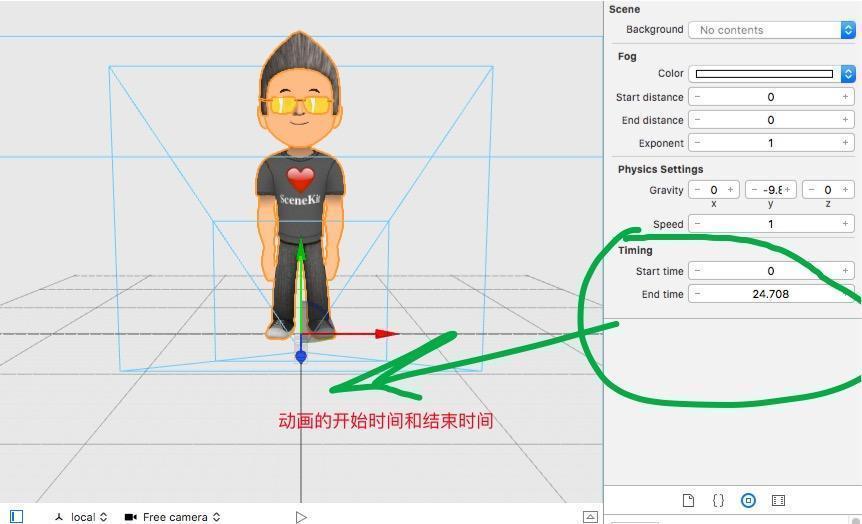 Scene
Background No contents
Fog
Color
Start distance − 0 +
End distance − 0 +
Exponent − 1 +
Physics Settings
Gravity − 0 + − -9.8 + − 0 +
x y z
Speed − 1 +
Timing
Start time − 0 +
End time − 24.708 +
SceneKit
动画的开始时间和结束时间
local Free camera
{}